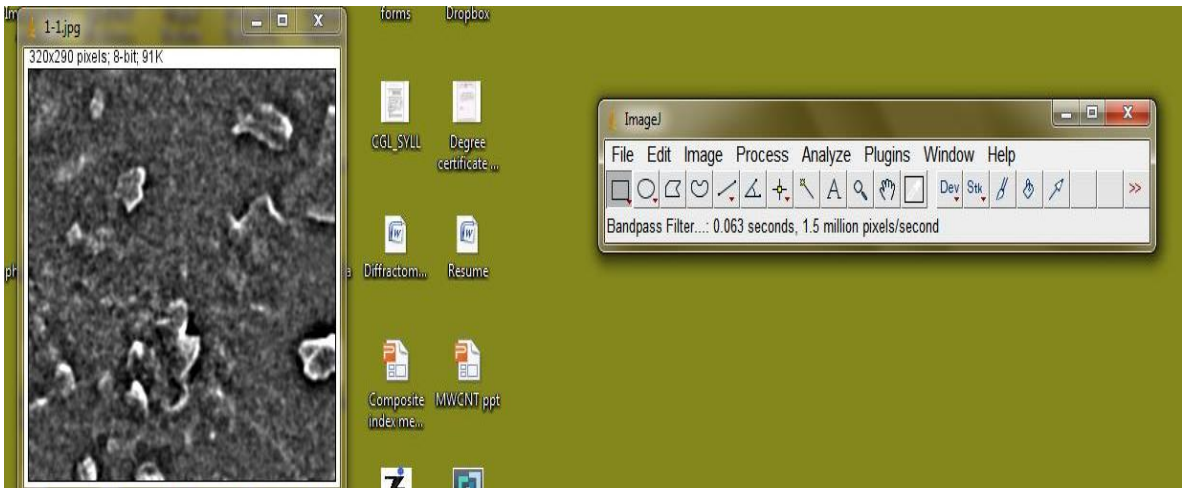 1-1.jpg
320x290 pixels; 8-bit; 91K
forms
Dropbox
CGL_SYLL
Degree
certificate ...
Diffractom...
Resume
Composite
index me...
MWCNT ppt
ImageJ
File Edit Image Process Analyze Plugins Window Help
A Dev Stk >>
Bandpass Filter...: 0.063 seconds, 1.5 million pixels/second